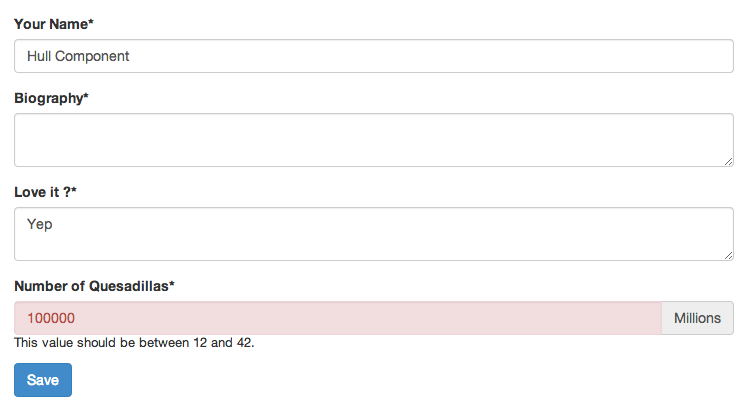 Your Name*
Hull Component
Biography*
Love it ?*
Yep
Number of Quesadillas*
100000 Millions
This value should be between 12 and 42.
Save